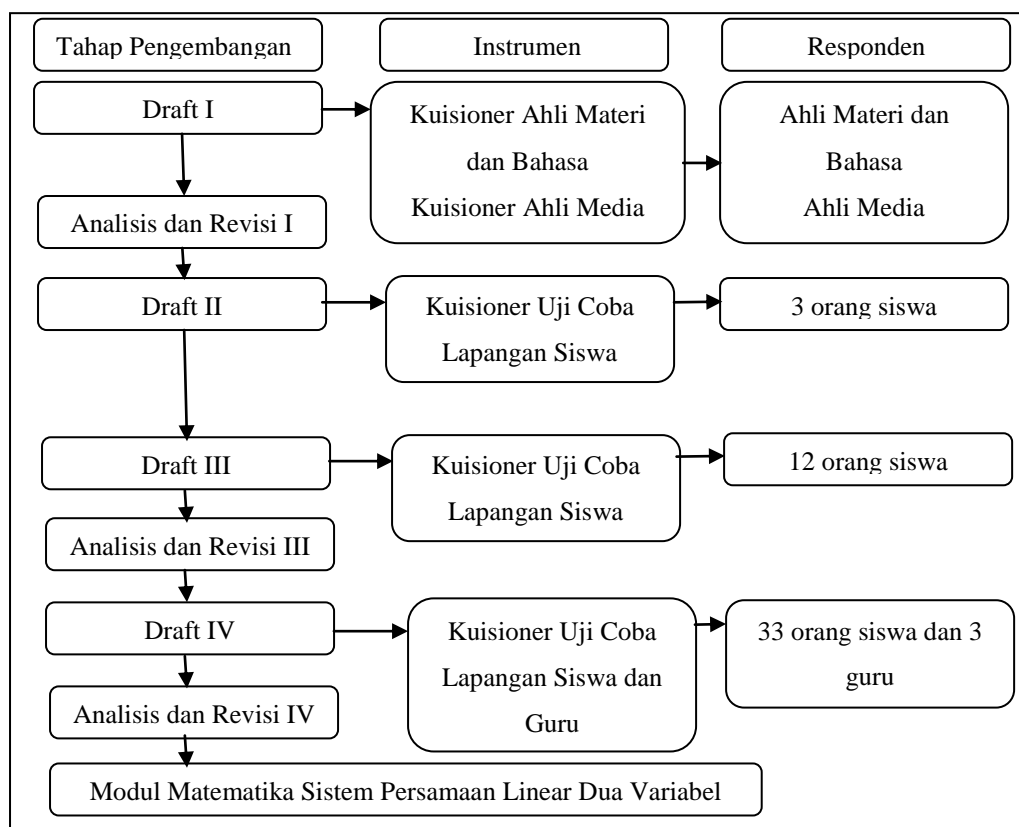 Tahap Pengembangan
Instrumen
Responden
Draft I
Kuisioner Ahli Materi
dan Bahasa
Kuisioner Ahli Media
Ahli Materi dan
Bahasa
Ahli Media
Analisis dan Revisi I
Draft II
Kuisioner Uji Coba
Lapangan Siswa
3 orang siswa
Draft III
Kuisioner Uji Coba
Lapangan Siswa
12 orang siswa
Analisis dan Revisi III
Draft IV
Kuisioner Uji Coba
Lapangan Siswa dan
Guru
33 orang siswa dan 3
guru
Analisis dan Revisi IV
Modul Matematika Sistem Persamaan Linear Dua Variabel